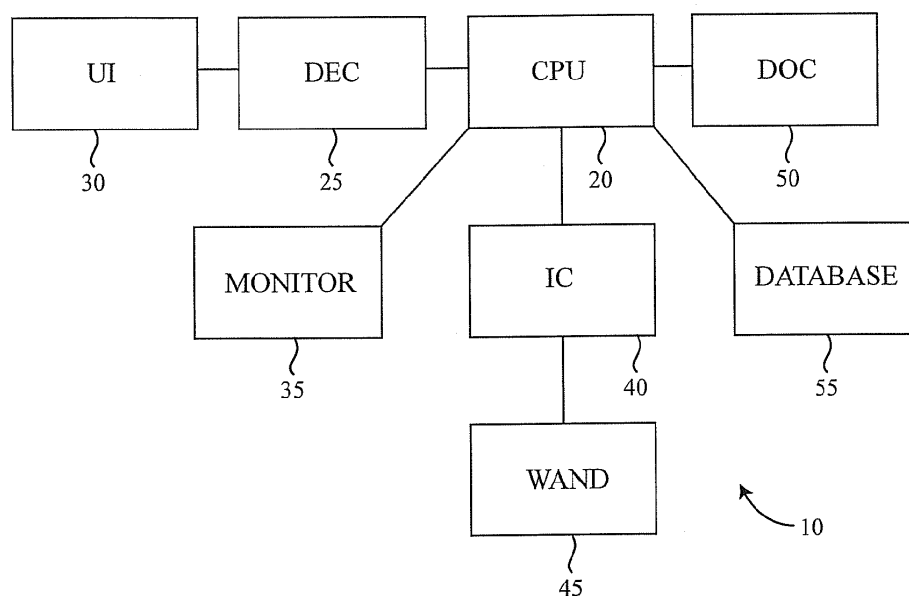 UI
DEC
CPU
DOC
30
25
20
50
MONITOR
IC
DATABASE
35
40
55
WAND
10
45